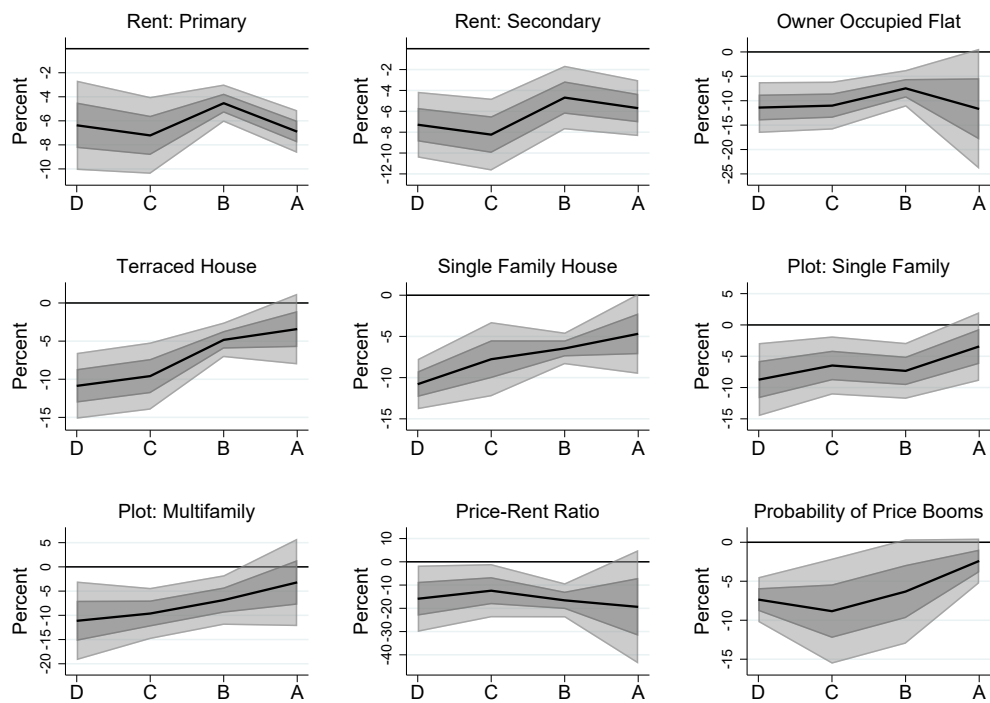 Rent: Primary
Percent
-2
-4
-6
-8
-10
D C B A
Rent: Secondary
Percent
-2
-4
-6
-8
-10
-12
D C B A
Owner Occupied Flat
Percent
0
-5
-10
-15
-20
-25
D C B A
Terraced House
Percent
0
-5
-10
-15
D C B A
Single Family House
Percent
0
-5
-10
-15
D C B A
Plot: Single Family
Percent
5
0
-5
-10
-15
D C B A
Plot: Multifamily
Percent
5
0
-5
-10
-15
-20
D C B A
Price-Rent Ratio
Percent
10
0
-10
-20
-30
-40
D C B A
Probability of Price Booms
Percent
0
-5
-10
-15
D C B A